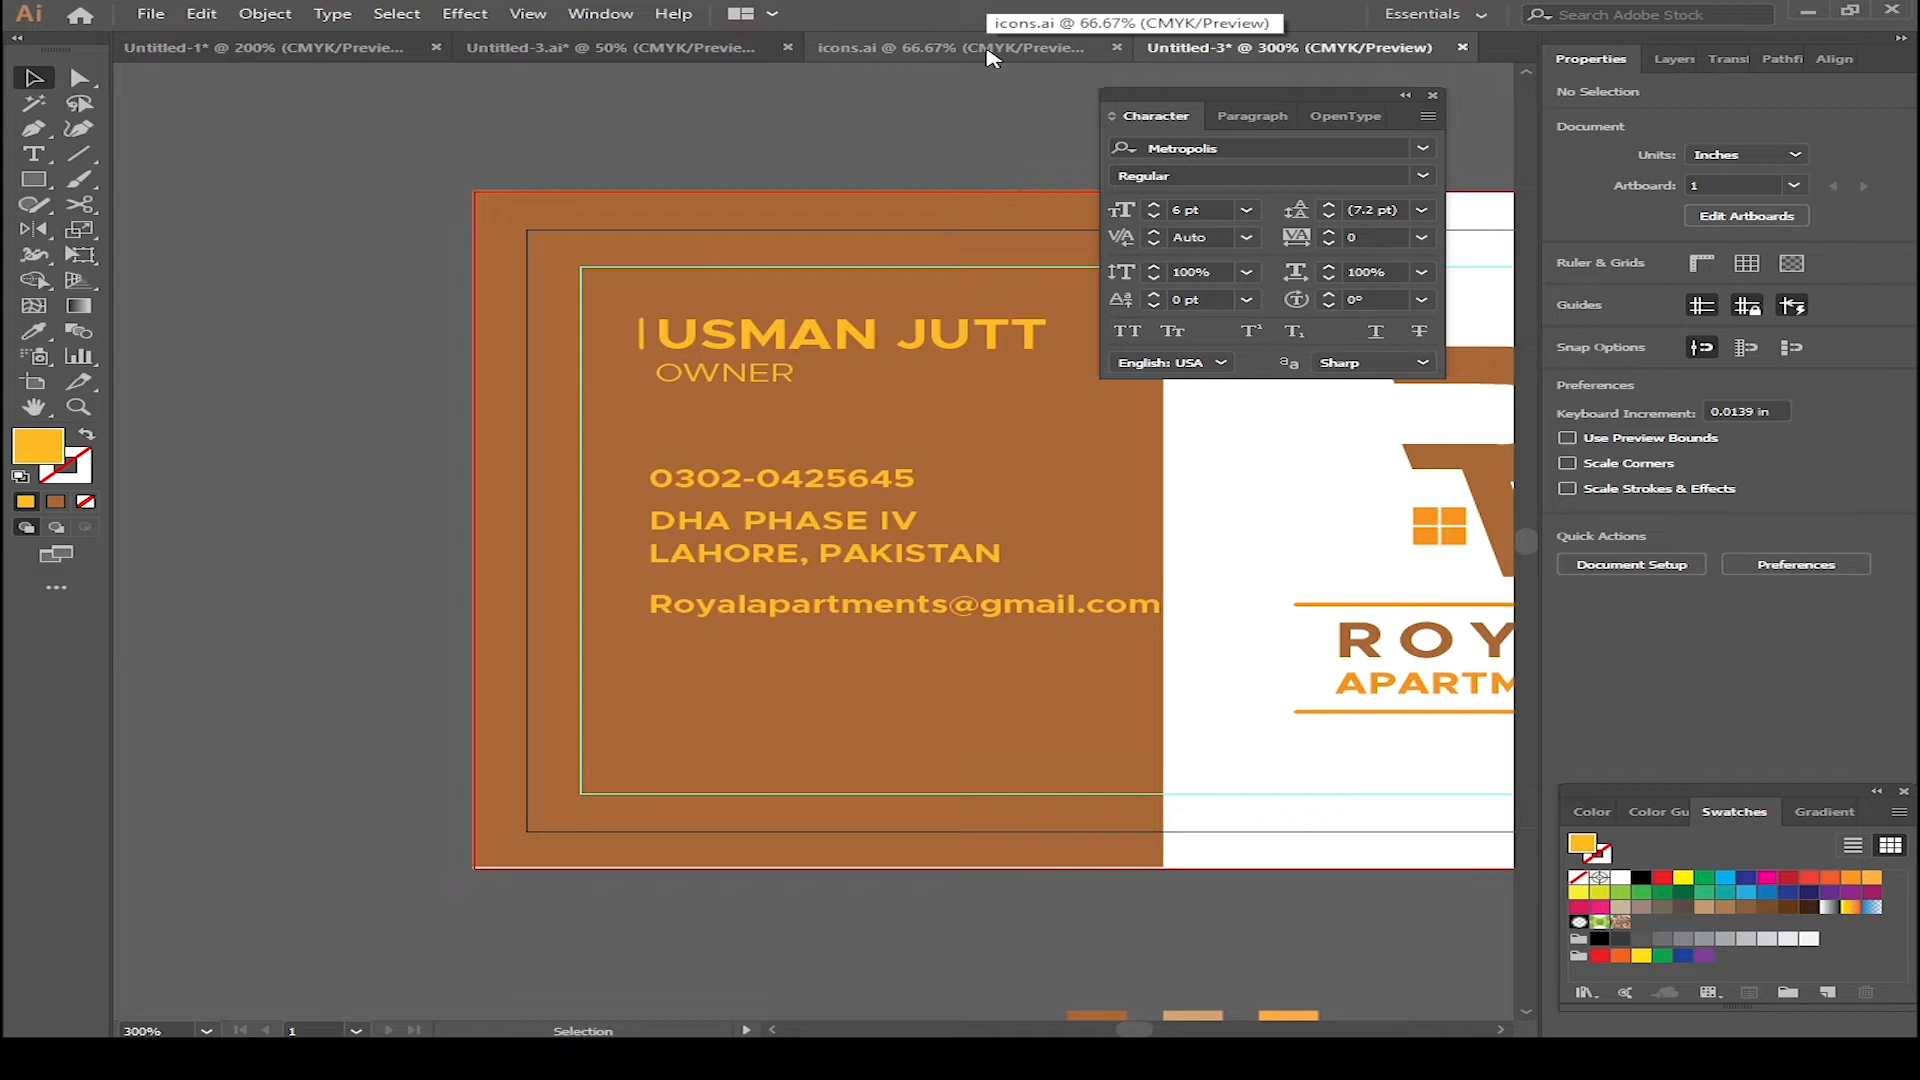 Ai File Edit Object Type Select Effect View Window Help
icons.ai @ 66.67% (CMYK/Preview)
Essentials
Search Adobe Stock
Untitled-1* @ 200% (CMYK/Previe...
Untitled-3.ai* @ 50% (CMYK/Previe...
icons.ai @ 66.67% (CMYK/Previe...
Untitled-3* @ 300% (CMYK/Preview)
Character Paragraph OpenType
Metropolis
Regular
6 pt (7.2 pt)
Auto 0
100% 100%
0 pt 0°
English: USA Sharp
| USMAN JUTT
OWNER
0302-0425645
DHA PHASE IV
LAHORE, PAKISTAN
Royalapartments@gmail.com
ROY
APARTM
Properties Layers Transf Pathfi Align
No Selection
Document
Units: Inches
Artboard: 1
Edit Artboards
Ruler & Grids
Guides
Snap Options
Preferences
Keyboard Increment: 0.0139 in
Use Preview Bounds
Scale Corners
Scale Strokes & Effects
Quick Actions
Document Setup Preferences
Color Color Gu Swatches Gradient
300% 1 Selection